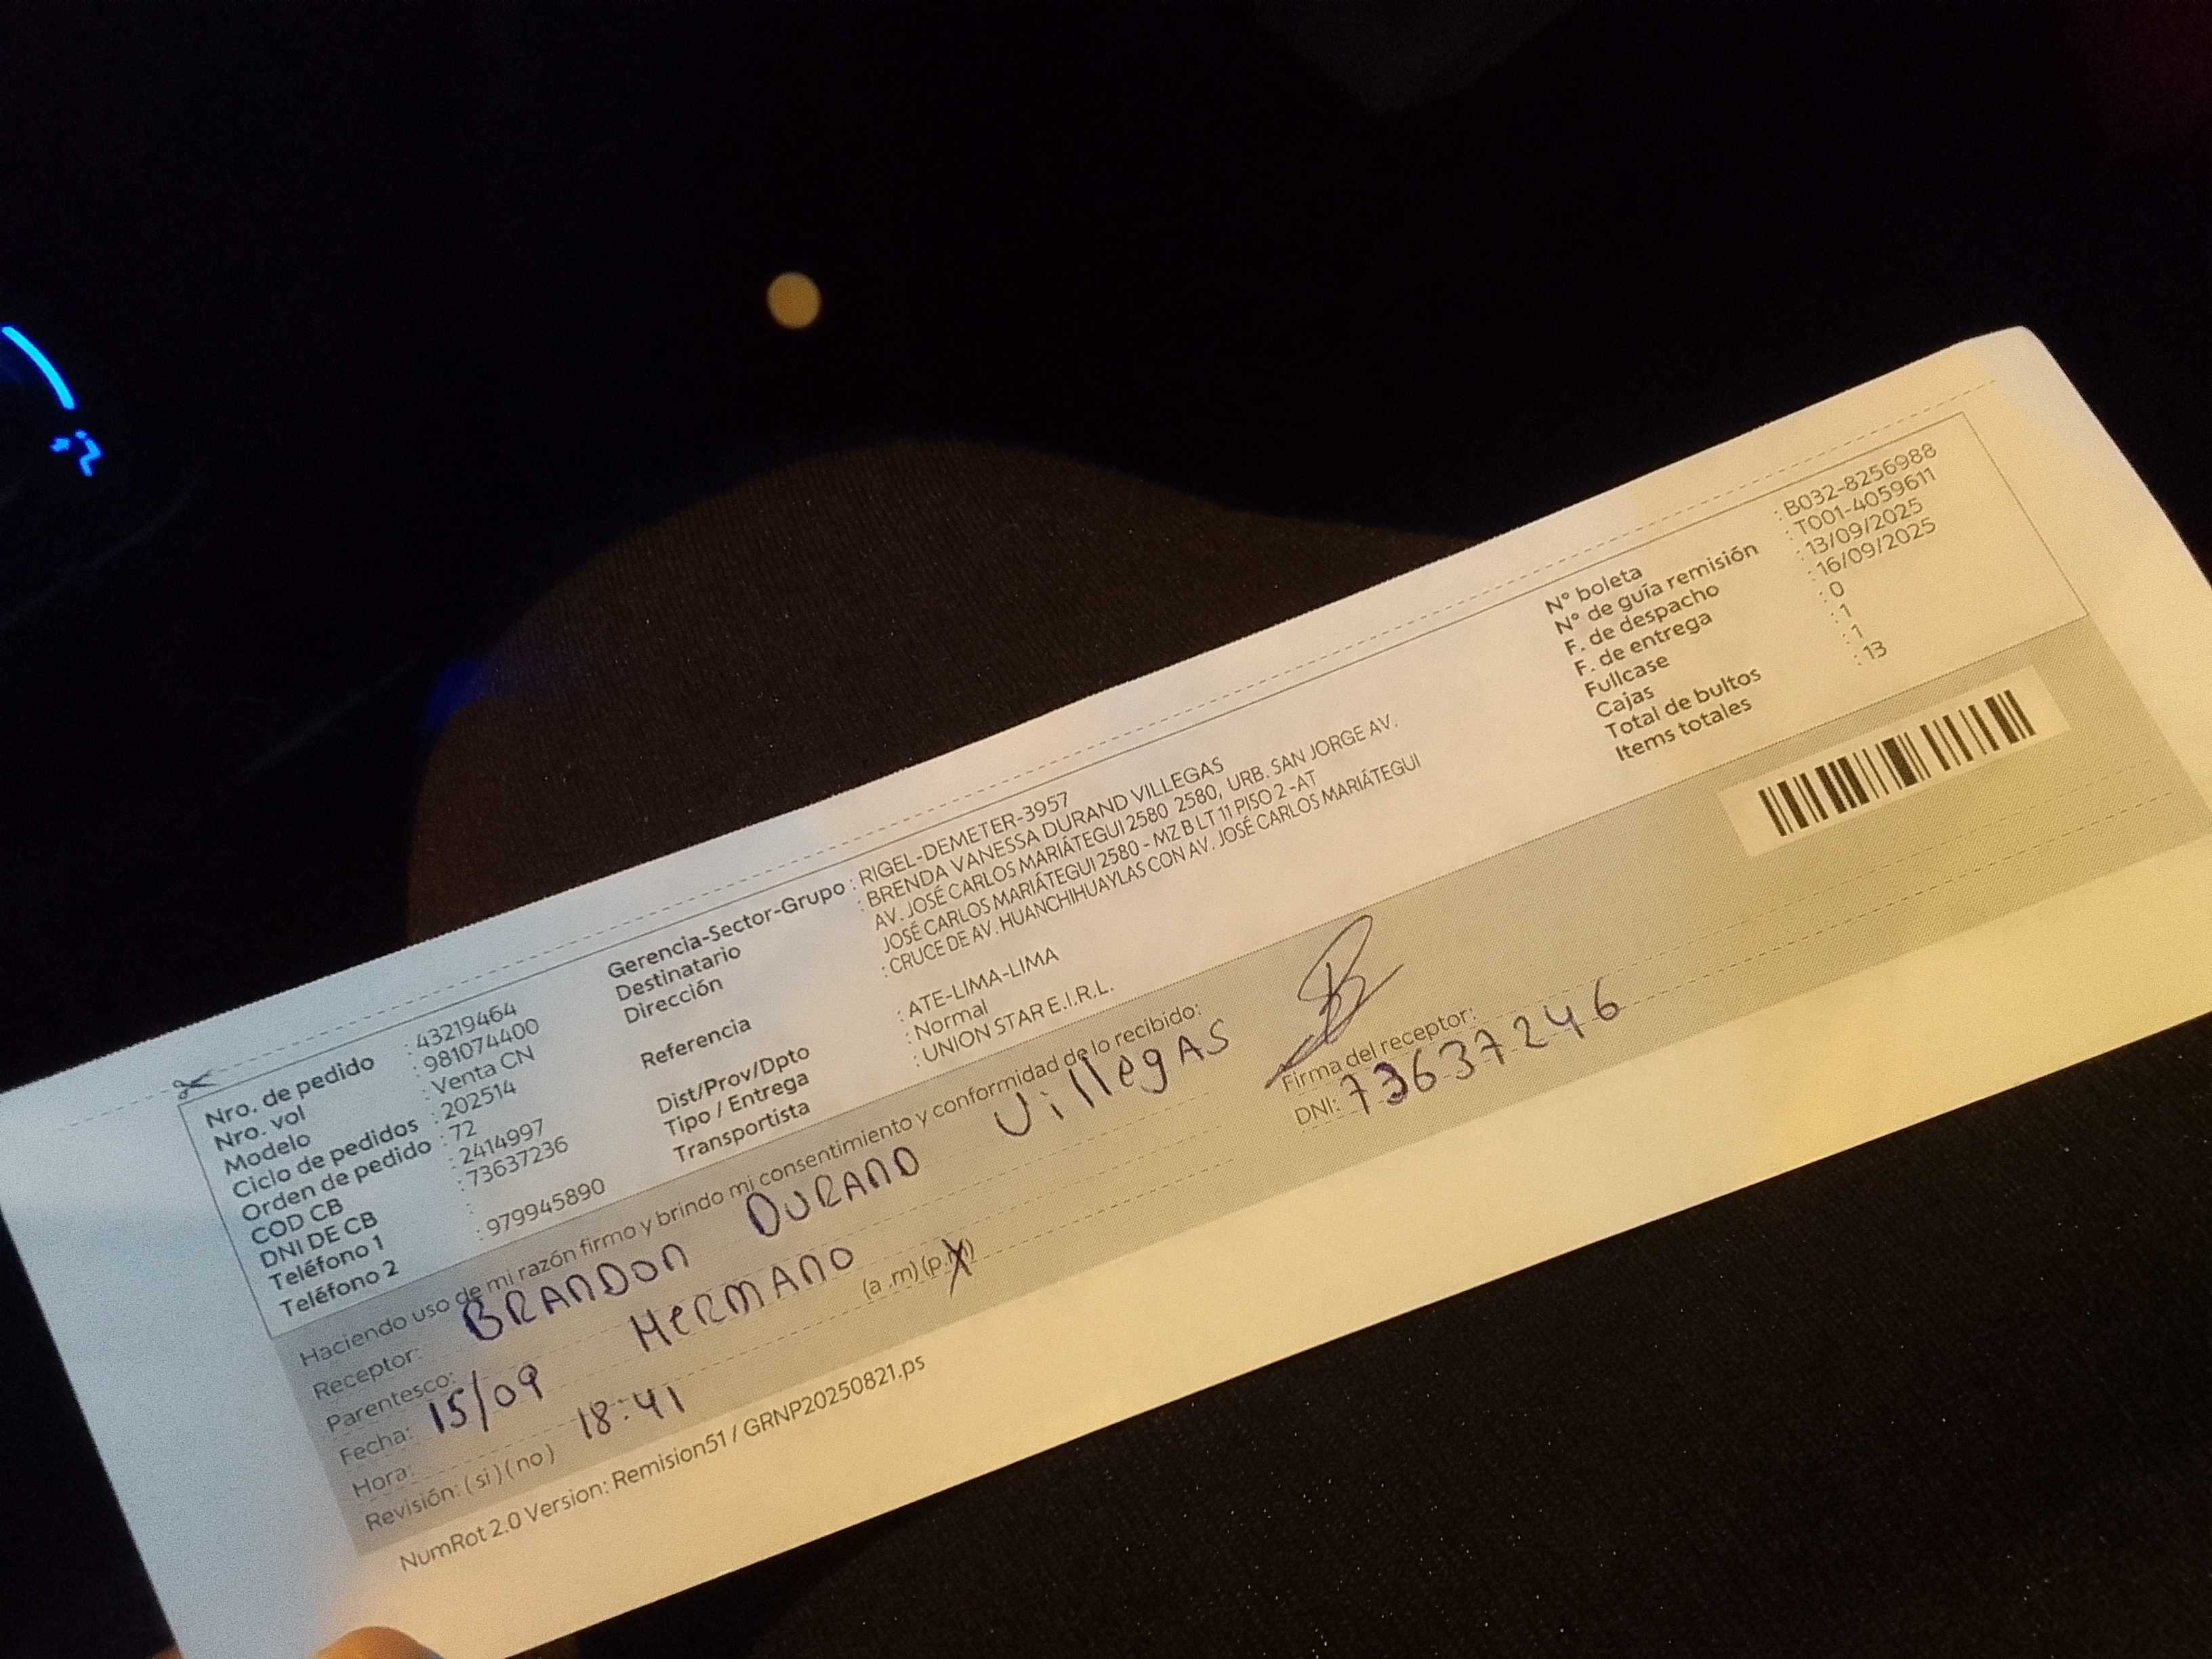 Nro. de pedido : 43219464
Nro. vol : 981074400
Modelo : Venta CN
Ciclo de pedidos : 202514
Orden de pedido : 72
COD CB : 2414997
DNI DE CB : 73637236
Teléfono 1 :
Teléfono 2 : 979945890
Gerencia-Sector-Grupo : RIGEL-DEMETER-3957
Destinatario : BRENDA VANESSA DURAND VILLEGAS
Dirección AV. JOSÉ CARLOS MARIÁTEGUI 2580 2580, URB. SAN JORGE AV.
JOSÉ CARLOS MARIÁTEGUI 2580 - MZ B LT 11 PISO 2 -AT
Referencia : CRUCE DE AV. HUANCHIHUAYLAS CON AV. JOSÉ CARLOS MARIÁTEGUI
Dist/Prov/Dpto : ATE-LIMA-LIMA
Tipo / Entrega : Normal
Transportista : UNION STAR E.I.R.L.
N° boleta : B032-8256988
N° de guía remisión : T001-4059611
F. de despacho : 13/09/2025
F. de entrega : 16/09/2025
Fullcase : 0
Cajas : 1
Total de bultos : 1
Items totales : 13
Haciendo uso de mi razón firmo y brindo mi consentimiento y conformidad de lo recibido:
Receptor: BRANDON DURAND VillegAS
Parentesco: HeRMANO
Fecha: 15/09
Hora: 18:41 (a .m) (p.m)
Revisión: ( si ) ( no )
Firma del receptor:
DNI: 73637246
NumRot 2.0 Version: Remision51 / GRNP20250821.ps
+2